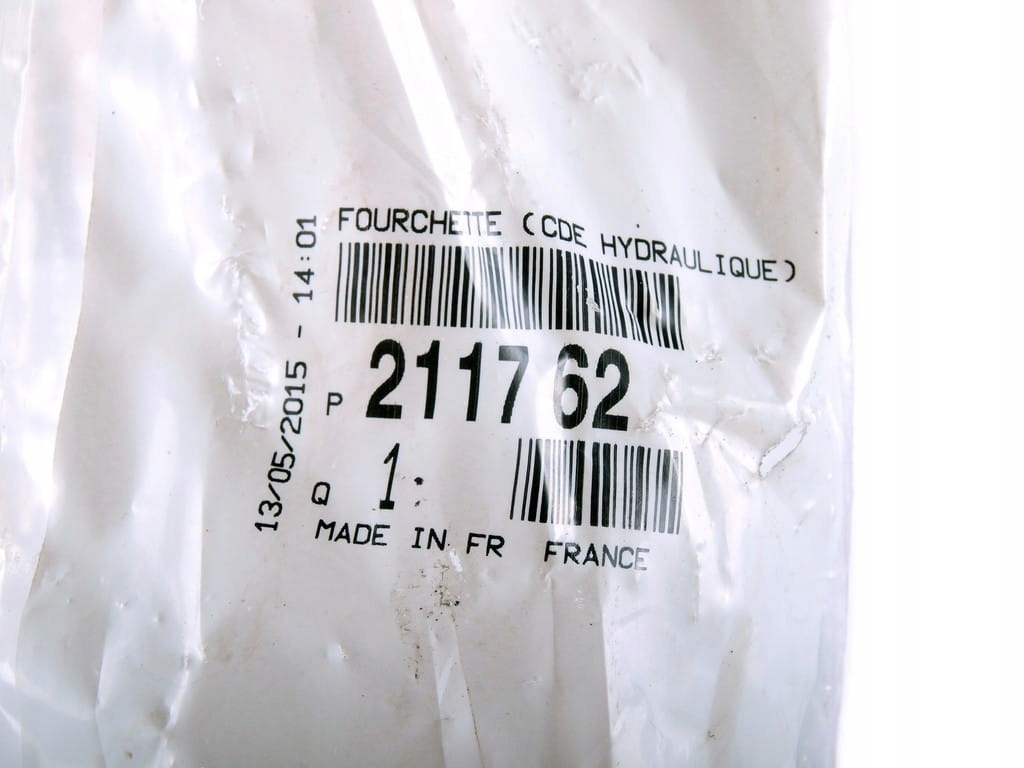 FOURCHETTE (CDE HYDRAULIQUE)
P 2117 62
Q 1
MADE IN FR FRANCE
13/05/2015 - 14:01